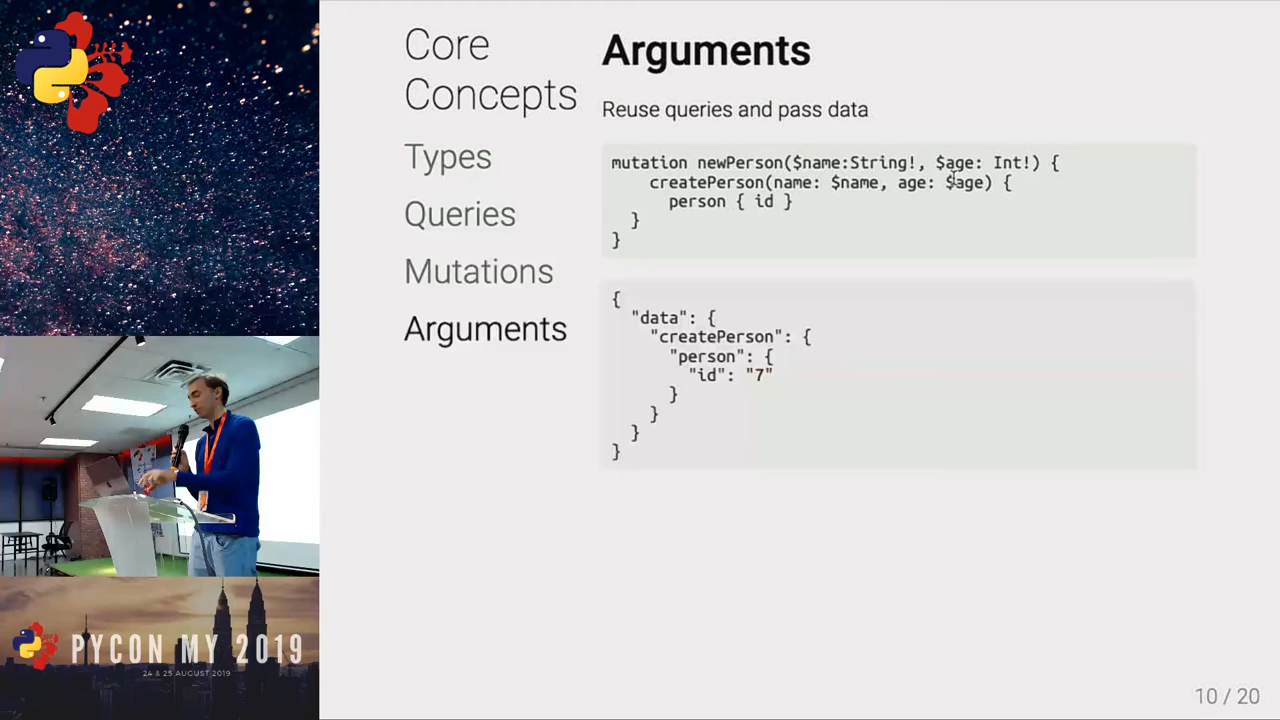 Core
Concepts
Types
Queries
Mutations
Arguments
Arguments
Reuse queries and pass data
mutation newPerson($name:String!, $age: Int!) {
    createPerson(name: $name, age: $age) {
      person { id }
  }
}
{
  "data": {
    "createPerson": {
      "person": {
        "id": "7"
      }
    }
  }
}
10 / 20
PYCON MY 2019
24 & 25 AUGUST 2019